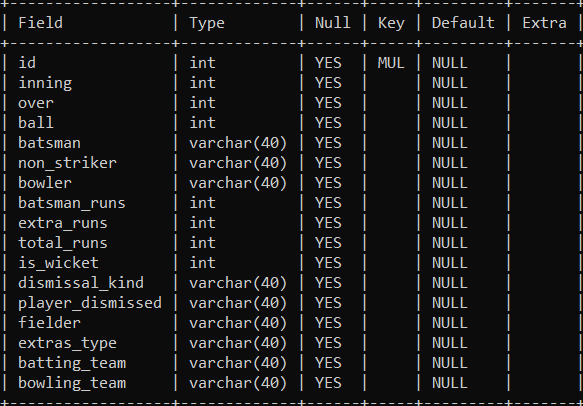 +------------------+-------------+------+-----+---------+-------+
| Field            | Type        | Null | Key | Default | Extra |
+------------------+-------------+------+-----+---------+-------+
| id               | int         | YES  | MUL | NULL    |       |
| inning           | int         | YES  |     | NULL    |       |
| over             | int         | YES  |     | NULL    |       |
| ball             | int         | YES  |     | NULL    |       |
| batsman          | varchar(40) | YES  |     | NULL    |       |
| non_striker      | varchar(40) | YES  |     | NULL    |       |
| bowler           | varchar(40) | YES  |     | NULL    |       |
| batsman_runs     | int         | YES  |     | NULL    |       |
| extra_runs       | int         | YES  |     | NULL    |       |
| total_runs       | int         | YES  |     | NULL    |       |
| is_wicket        | int         | YES  |     | NULL    |       |
| dismissal_kind   | varchar(40) | YES  |     | NULL    |       |
| player_dismissed | varchar(40) | YES  |     | NULL    |       |
| fielder          | varchar(40) | YES  |     | NULL    |       |
| extras_type      | varchar(40) | YES  |     | NULL    |       |
| batting_team     | varchar(40) | YES  |     | NULL    |       |
| bowling_team     | varchar(40) | YES  |     | NULL    |       |
+------------------+-------------+------+-----+---------+-------+